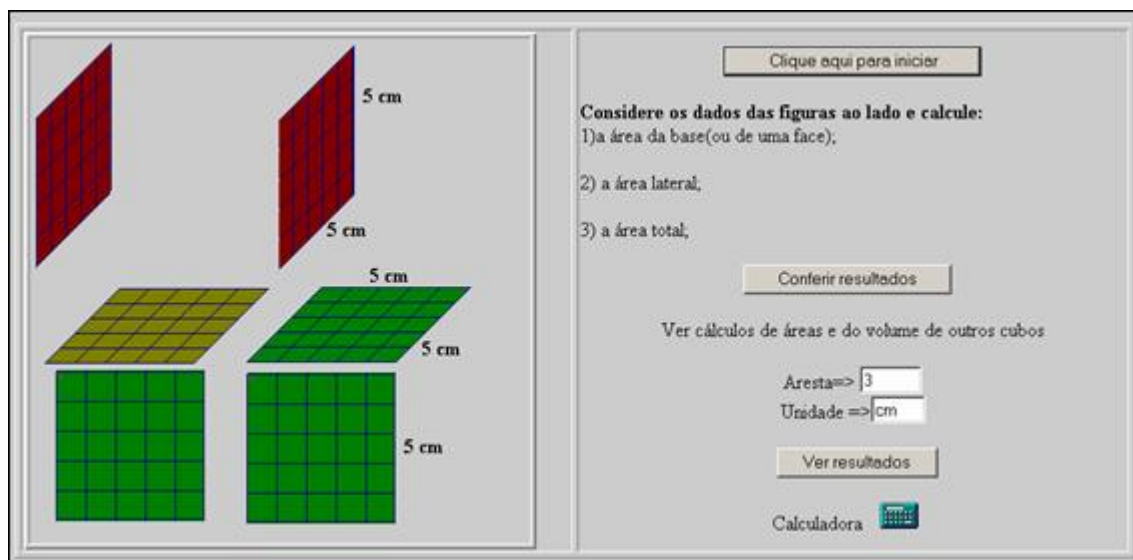 5 cm
5 cm
5 cm
5 cm
5 cm
Clique aqui para iniciar
Considere os dados das figuras ao lado e calcule:
1)a área da base(ou de uma face);
2) a área lateral;
3) a área total;
Conferir resultados
Ver cálculos de áreas e do volume de outros cubos
Aresta=> 3
Unidade =>cm
Ver resultados
Calculadora